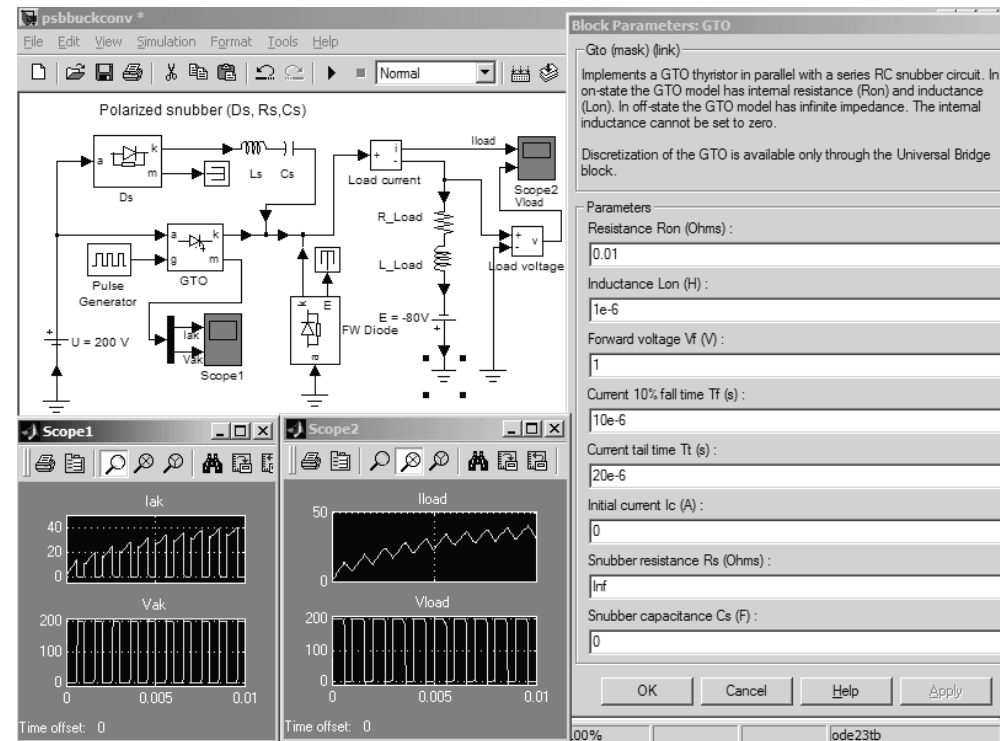 psbbuckconv *
File Edit View Simulation Format Tools Help
Normal
Polarized snubber (Ds, Rs,Cs)
a
k
m
Ds
Ls
Cs
+
-
i
Load current
Iload
Scope2
Vload
R_Load
L_Load
+
-
v
Load voltage
a
k
g
m
GTO
Pulse
Generator
k
m
a
FW Diode
E = -80V
+
+
U = 200 V
Iak
Vak
Scope1
Block Parameters: GTO
Gto (mask) (link)
Implements a GTO thyristor in parallel with a series RC snubber circuit. In
on-state the GTO model has internal resistance (Ron) and inductance
(Lon). In off-state the GTO model has infinite impedance. The internal
inductance cannot be set to zero.
Discretization of the GTO is available only through the Universal Bridge
block.
Parameters
Resistance Ron (Ohms) :
0.01
Inductance Lon (H) :
1e-6
Forward voltage Vf (V) :
1
Current 10% fall time Tf (s) :
10e-6
Current tail time Tt (s) :
20e-6
Initial current Ic (A) :
0
Snubber resistance Rs (Ohms) :
Inf
Snubber capacitance Cs (F) :
0
OK Cancel Help Apply
00% ode23tb
Scope1
Iak
40
20
0
Vak
200
100
0
0 0.005 0.01
Time offset: 0
Scope2
Iload
50
0
Vload
200
100
0
0 0.005 0.01
Time offset: 0